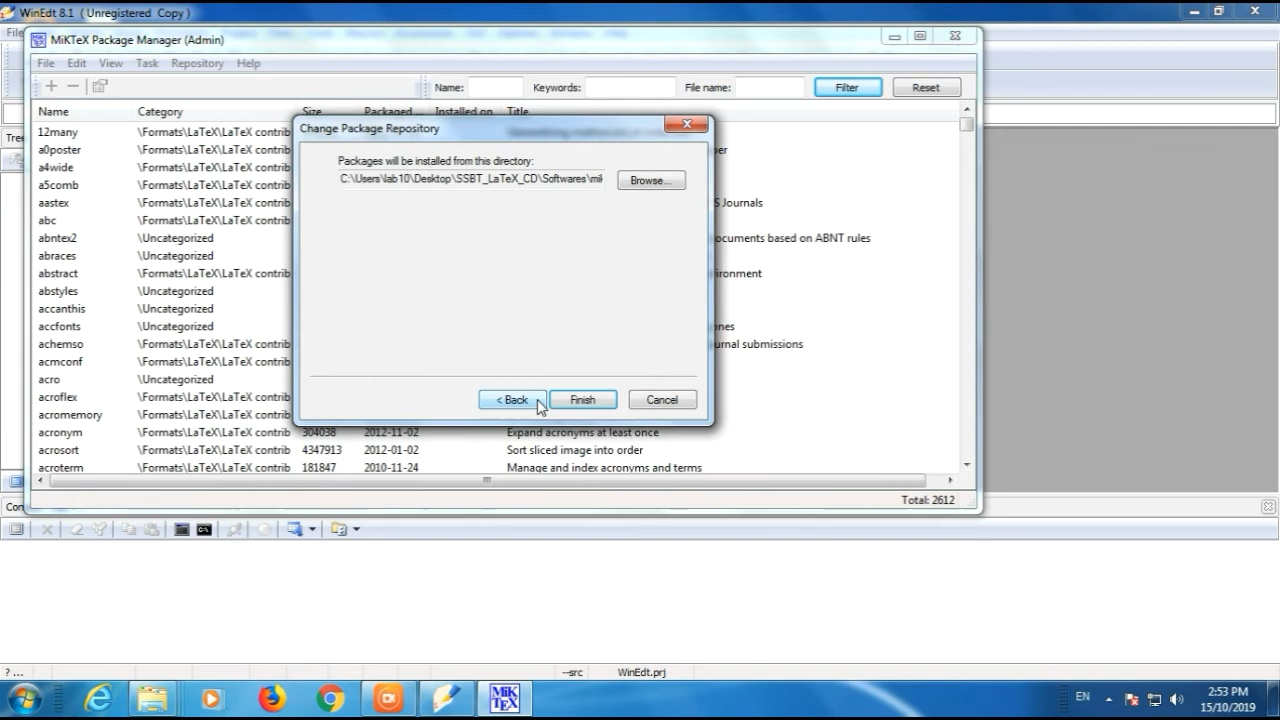 WinEdt 8.1 ( Unregistered Copy )
File
MiKTeX Package Manager (Admin)
File Edit View Task Repository Help
Name: Keywords: File name: Filter Reset
Name Category Size Packaged... Installed on Title
Change Package Repository
Packages will be installed from this directory:
C:\Users\lab10\Desktop\SSBT_LaTeX_CD\Softwares\mik
Browse...
< Back Finish Cancel
Tree
12many \Formats\LaTeX\LaTeX contrib
a0poster \Formats\LaTeX\LaTeX contrib er
a4wide \Formats\LaTeX\LaTeX contrib
a5comb \Formats\LaTeX\LaTeX contrib
aastex \Formats\LaTeX\LaTeX contrib S Journals
abc \Formats\LaTeX\LaTeX contrib
abntex2 \Uncategorized ocuments based on ABNT rules
abraces \Uncategorized
abstract \Formats\LaTeX\LaTeX contrib ironment
abstyles \Uncategorized
accanthis \Uncategorized
accfonts \Uncategorized ones
achemso \Formats\LaTeX\LaTeX contrib urnal submissions
acmconf \Formats\LaTeX\LaTeX contrib
acro \Uncategorized
acroflex \Formats\LaTeX\LaTeX contrib
acromemory \Formats\LaTeX\LaTeX contrib
acronym \Formats\LaTeX\LaTeX contrib 304038 2012-11-02 Expand acronyms at least once
acrosort \Formats\LaTeX\LaTeX contrib 4347913 2012-01-02 Sort sliced image into order
acroterm \Formats\LaTeX\LaTeX contrib 181847 2010-11-24 Manage and index acronyms and terms
Total: 2612
Con
? ... --src WinEdt.prj
MiK
TEX
EN
2:53 PM
15/10/2019